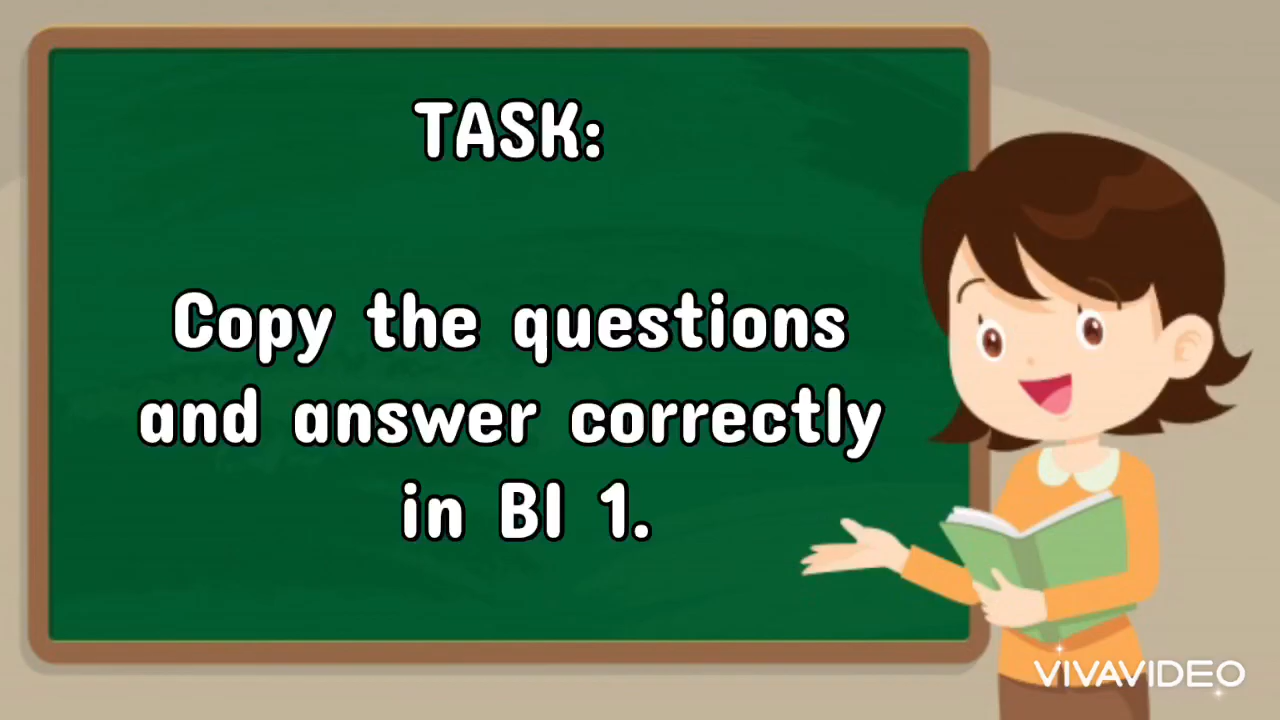 TASK:
Copy the questions
and answer correctly
in BI 1.
VIVAVIDEO